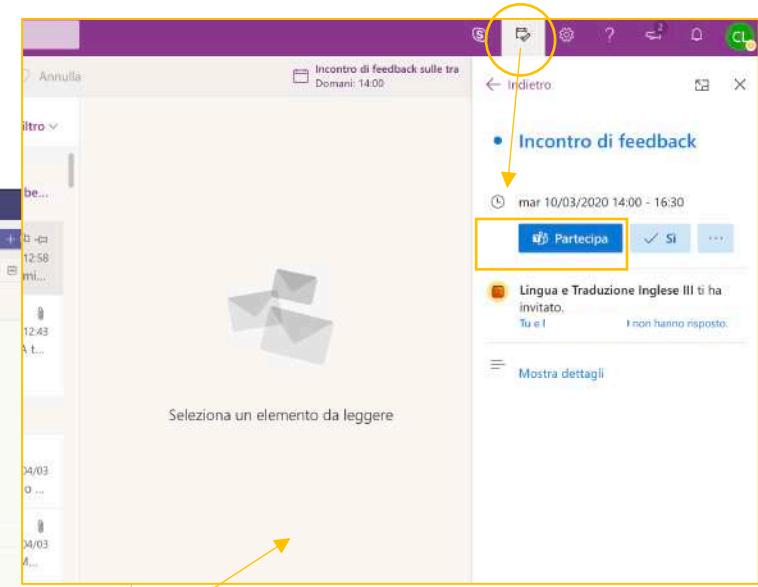 ?
2
CL
Annulla
Incontro di feedback sulle tra
Domani: 14:00
Indietro
iltro
Incontro di feedback
be...
mar 10/03/2020 14:00 - 16:30
Partecipa
Sì
...
12:58
mi...
Lingua e Traduzione Inglese III ti ha
invitato.
Tu e
non hanno risposto.
12:43
A t...
Mostra dettagli
Seleziona un elemento da leggere
04/03
o ...
04/03